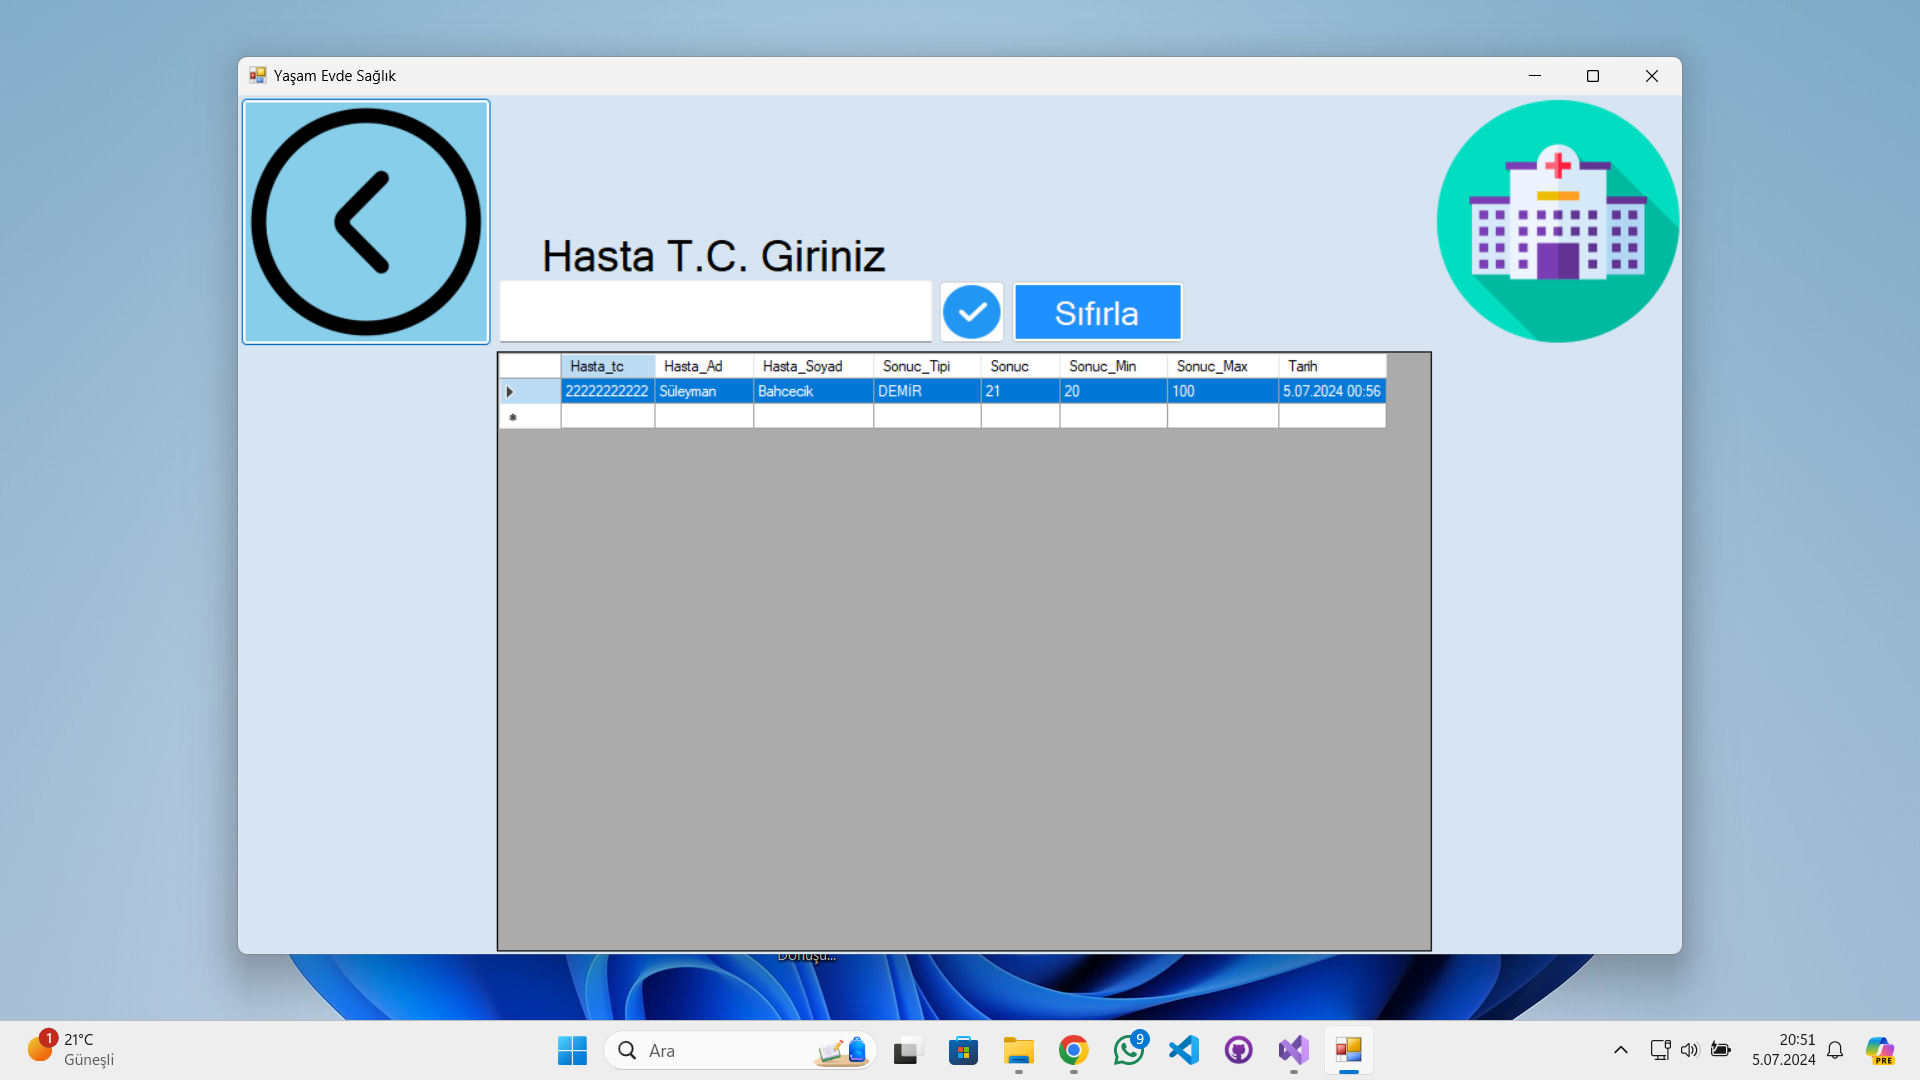 Yaşam Evde Sağlık
Hasta T.C. Giriniz
Sıfırla
Hasta_tc Hasta_Ad Hasta_Soyad Sonuc_Tipi Sonuc Sonuc_Min Sonuc_Max Tarih
22222222222 Süleyman Bahcecik DEMİR 21 20 100 5.07.2024 00:56
Dönüşü...
1
21°C
Güneşli
Ara
9
20:51
5.07.2024
PRE